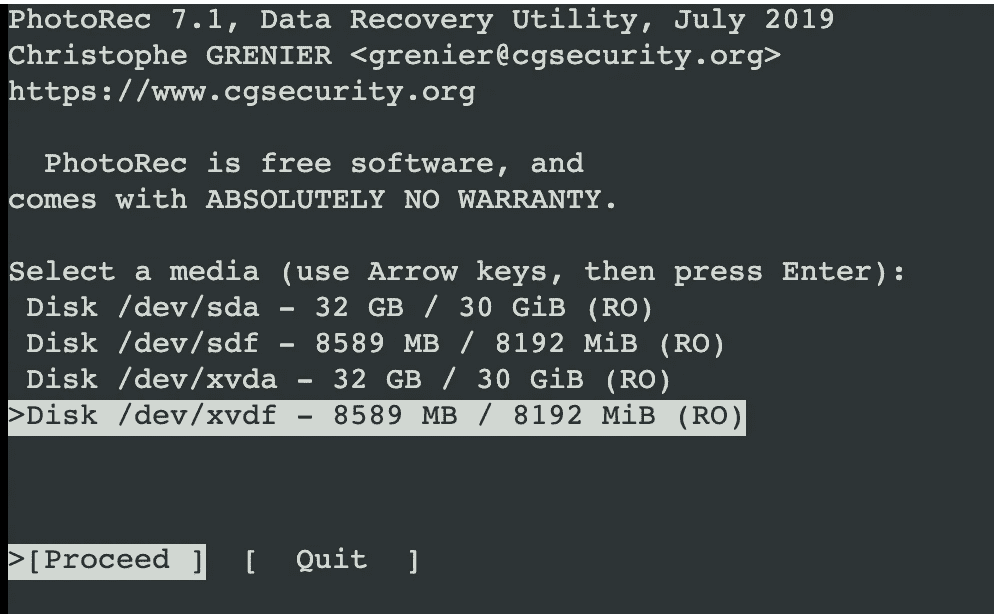 PhotoRec 7.1, Data Recovery Utility, July 2019
Christophe GRENIER <grenier@cgsecurity.org>
https://www.cgsecurity.org
PhotoRec is free software, and
comes with ABSOLUTELY NO WARRANTY.
Select a media (use Arrow keys, then press Enter):
Disk /dev/sda - 32 GB / 30 GiB (RO)
Disk /dev/sdf - 8589 MB / 8192 MiB (RO)
Disk /dev/xvda - 32 GB / 30 GiB (RO)
>Disk /dev/xvdf - 8589 MB / 8192 MiB (RO)
>[Proceed ]  [  Quit  ]